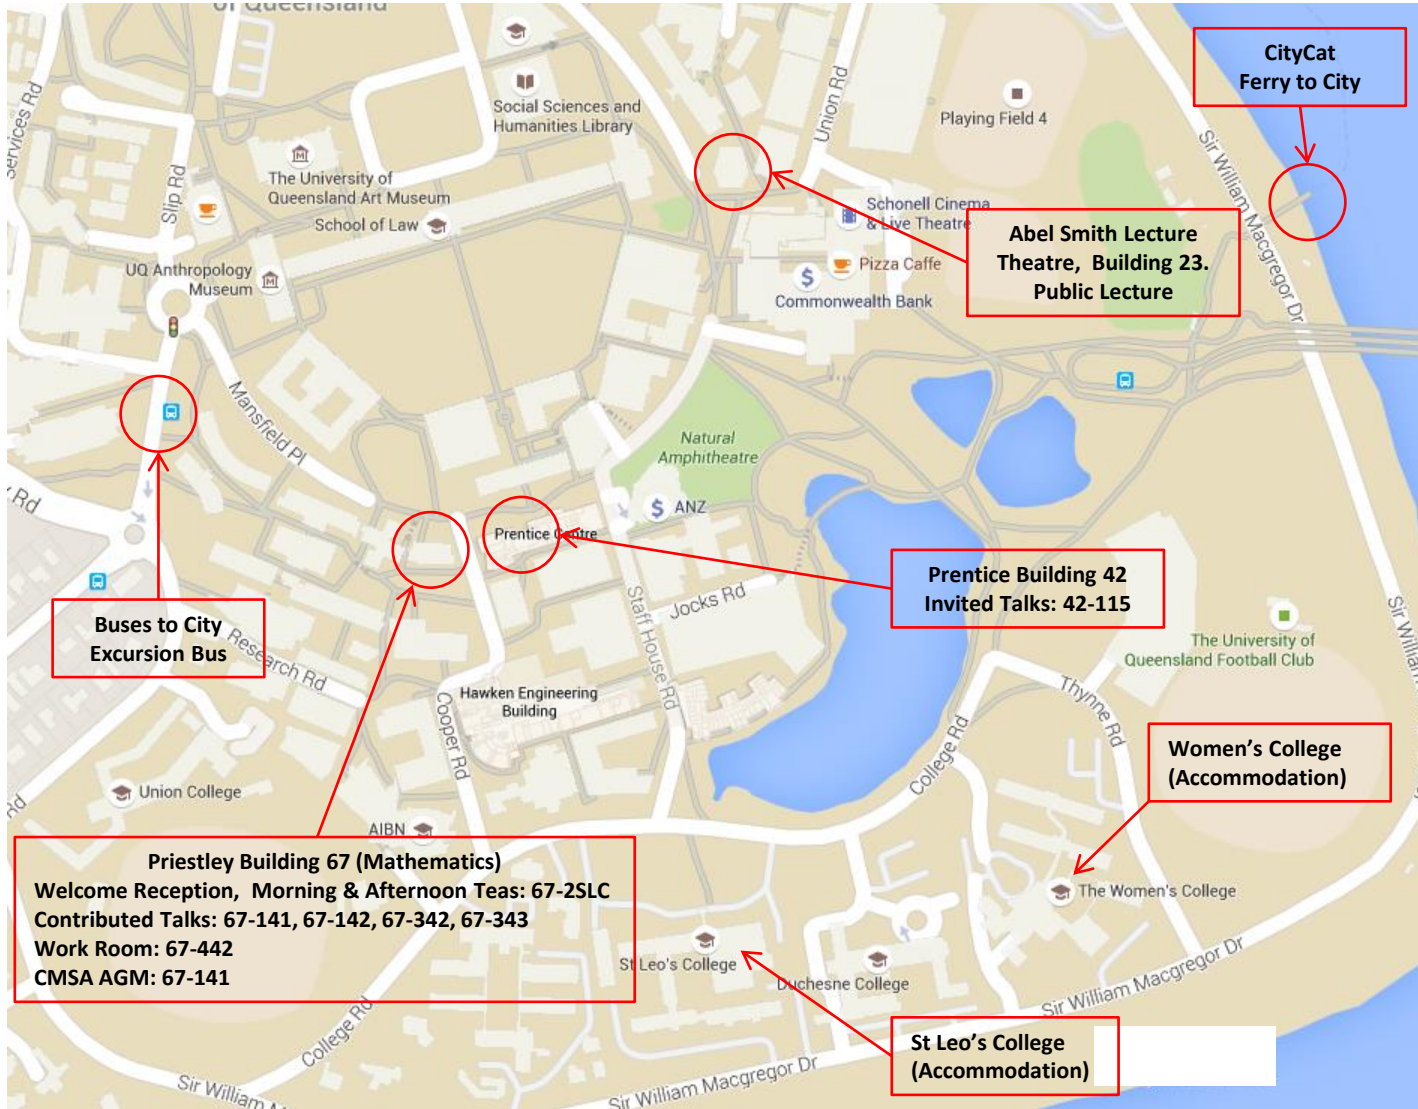 of Queensland
CityCat
Ferry to City
Services Rd
Slip Rd
Social Sciences and
Humanities Library
Union Rd
Playing Field 4
Sir William Macgregor Dr
The University of
Queensland Art Museum
School of Law
Schonell Cinema
& Live Theatre
Abel Smith Lecture
Theatre, Building 23.
Public Lecture
UQ Anthropology
Museum
Pizza Caffe
Commonwealth Bank
Mansfield Pl
Natural
Amphitheatre
Rd
ANZ
Prentice Centre
Prentice Building 42
Invited Talks: 42-115
Buses to City
Excursion Bus
Research Rd
Staff House Rd
Jocks Rd
Sir William
The University of
Queensland Football Club
Hawken Engineering
Building
Cooper Rd
Thynne Rd
College Rd
Women's College
(Accommodation)
Union College
Rd
AIBN
Priestley Building 67 (Mathematics)
Welcome Reception, Morning & Afternoon Teas: 67-2SLC
Contributed Talks: 67-141, 67-142, 67-342, 67-343
Work Room: 67-442
CMSA AGM: 67-141
The Women's College
St Leo's College
Duchesne College
Sir William Macgregor Dr
College Rd
St Leo's College
(Accommodation)
Sir William Macgregor Dr
Sir William Macgregor Dr